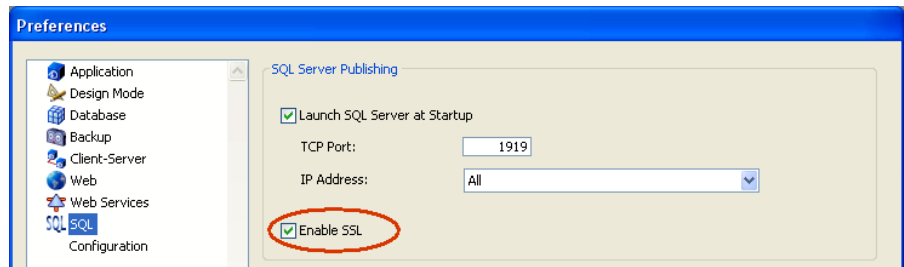 Preferences
Application
Design Mode
Database
Backup
Client-Server
Web
Web Services
SQL SQL
Configuration
SQL Server Publishing
Launch SQL Server at Startup
TCP Port: 1919
IP Address: All
Enable SSL